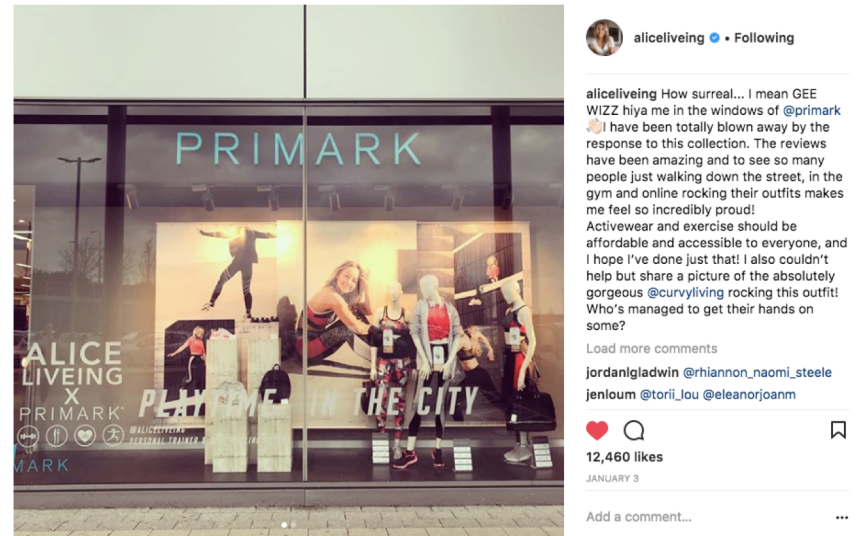 PRIMARK
ALICE
LIVEING
X
PRIMARK
PLAYTIME IN THE CITY
@ALICELIVEING
PERSONAL TRAINER &
MARK
aliceliveing • Following
aliceliveing How surreal... I mean GEE
WIZZ hiya me in the windows of @primark
👏🏻I have been totally blown away by the
response to this collection. The reviews
have been amazing and to see so many
people just walking down the street, in the
gym and online rocking their outfits makes
me feel so incredibly proud!
Activewear and exercise should be
affordable and accessible to everyone, and
I hope I've done just that! I also couldn't
help but share a picture of the absolutely
gorgeous @curvyliving rocking this outfit!
Who's managed to get their hands on
some?
Load more comments
jordanlgladwin @rhiannon_naomi_steele
jenloum @torii_lou @eleanorjoanm
12,460 likes
JANUARY 3
Add a comment...